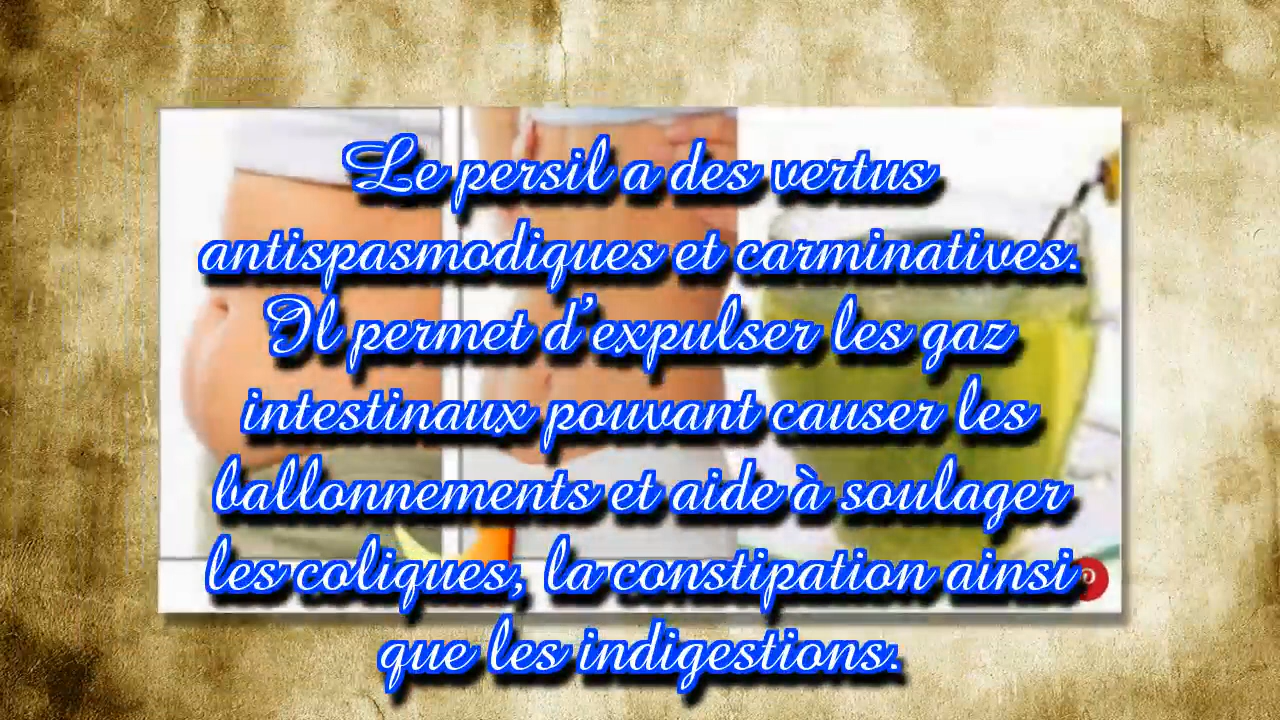 Le persil a des vertus
antispasmodiques et carminatives.
Il permet d'expulser les gaz
intestinaux pouvant causer les
ballonnements et aide à soulager
les coliques, la constipation ainsi
que les indigestions.